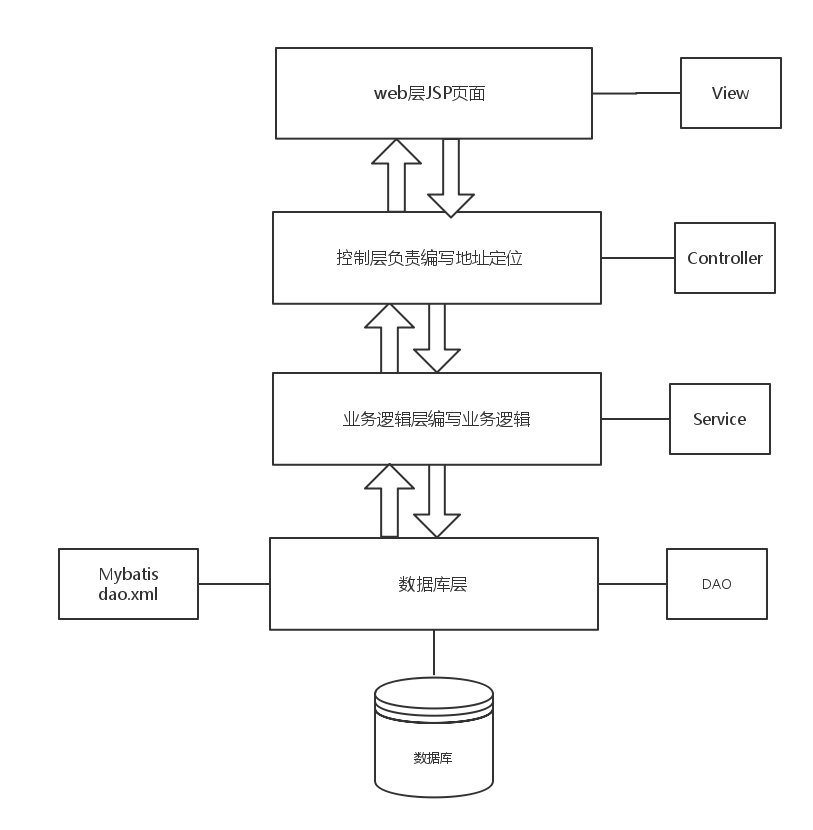 web层JSP页面
View
控制层负责编写地址定位
Controller
业务逻辑层编写业务逻辑
Service
Mybatis
dao.xml
数据库层
DAO
数据库